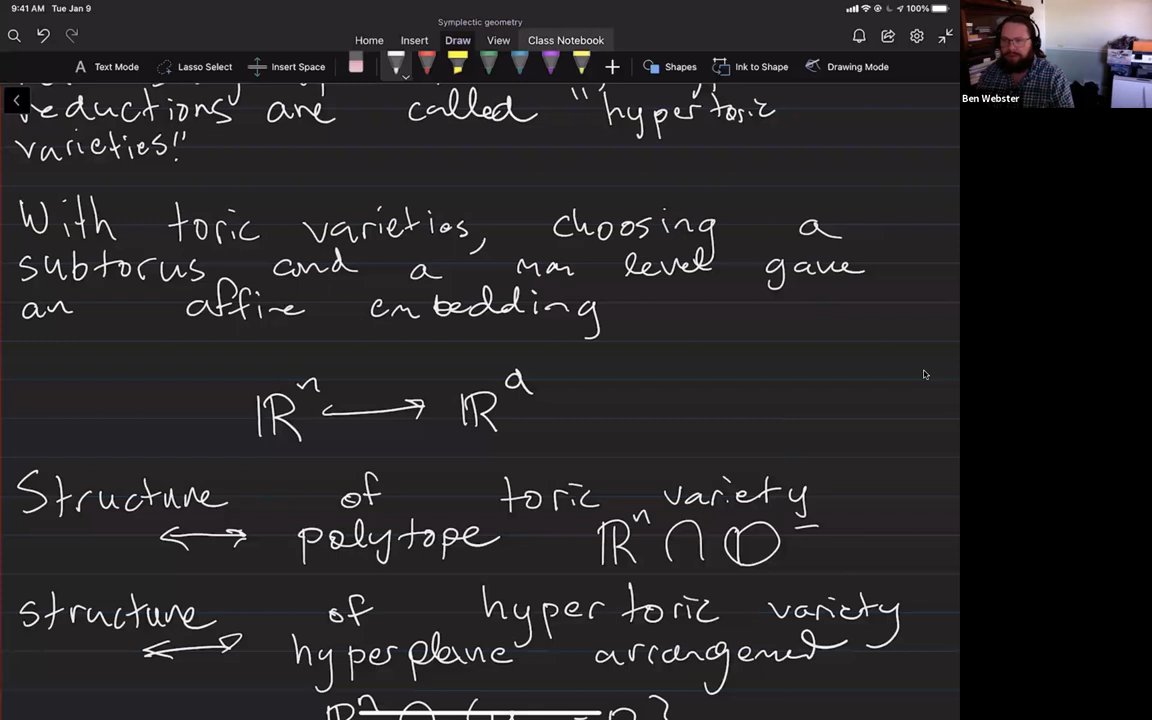 9:41 AM Tue Jan 9
100%
Symplectic geometry
Home Insert Draw View Class Notebook
Text Mode Lasso Select Insert Space Shapes Ink to Shape Drawing Mode
Ben Webster
reductions are called "hypertoric
varieties!"
With toric varieties, choosing a
subtorus and a level gave
an affine embedding
ℝⁿ ↔ ℝᵈ
Structure of toric variety
↔ polytope ℝⁿ ∩
structure of hypertoric variety
↔ hyperplane arrangement